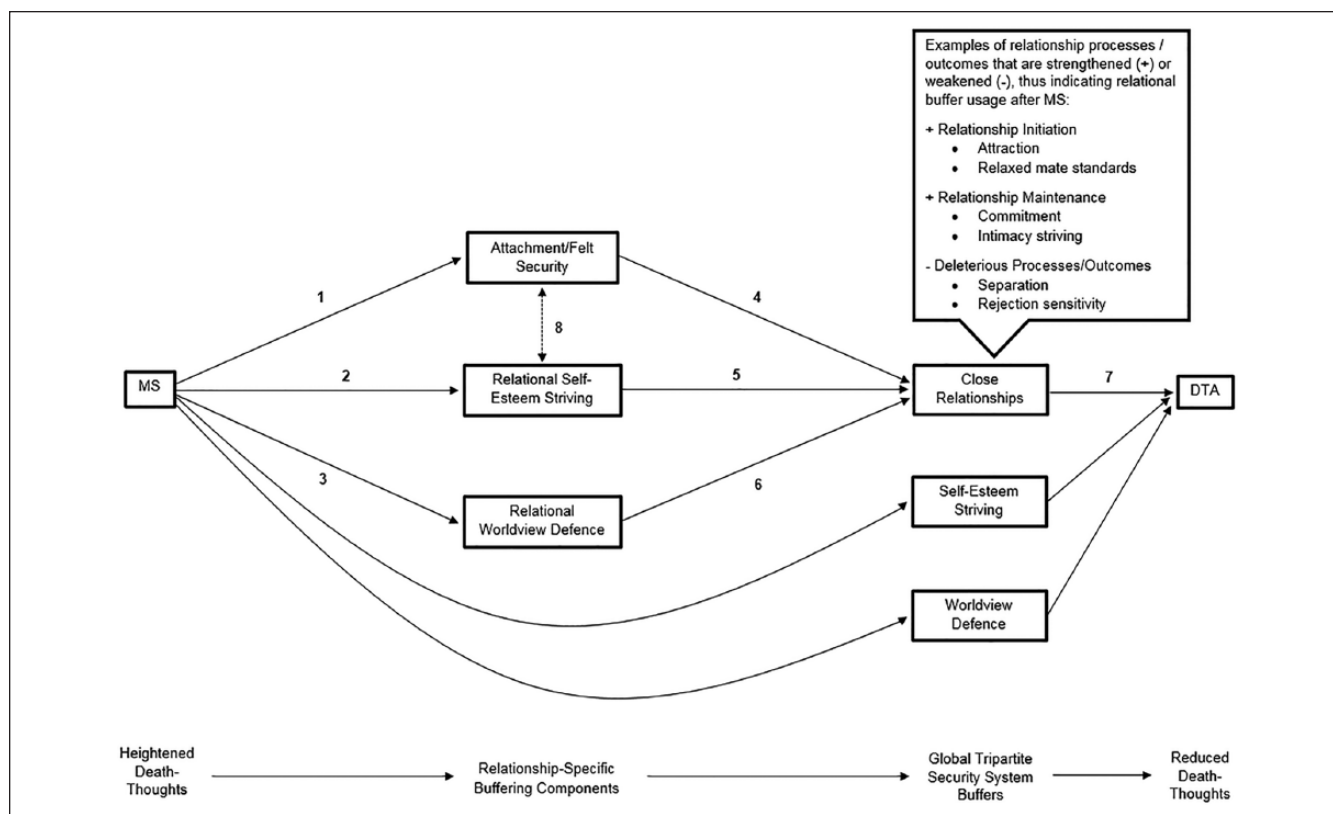 Examples of relationship processes /
outcomes that are strengthened (+) or
weakened (-), thus indicating relational
buffer usage after MS:
+ Relationship Initiation
• Attraction
• Relaxed mate standards
+ Relationship Maintenance
• Commitment
• Intimacy striving
- Deleterious Processes/Outcomes
• Separation
• Rejection sensitivity
Attachment/Felt
Security
1
4
8
MS
2
Relational Self-
Esteem Striving
5
Close
Relationships
7
DTA
3
Relational
Worldview Defence
6
Self-Esteem
Striving
Worldview
Defence
Heightened
Death-
Thoughts
Relationship-Specific
Buffering Components
Global Tripartite
Security System
Buffers
Reduced
Death-
Thoughts